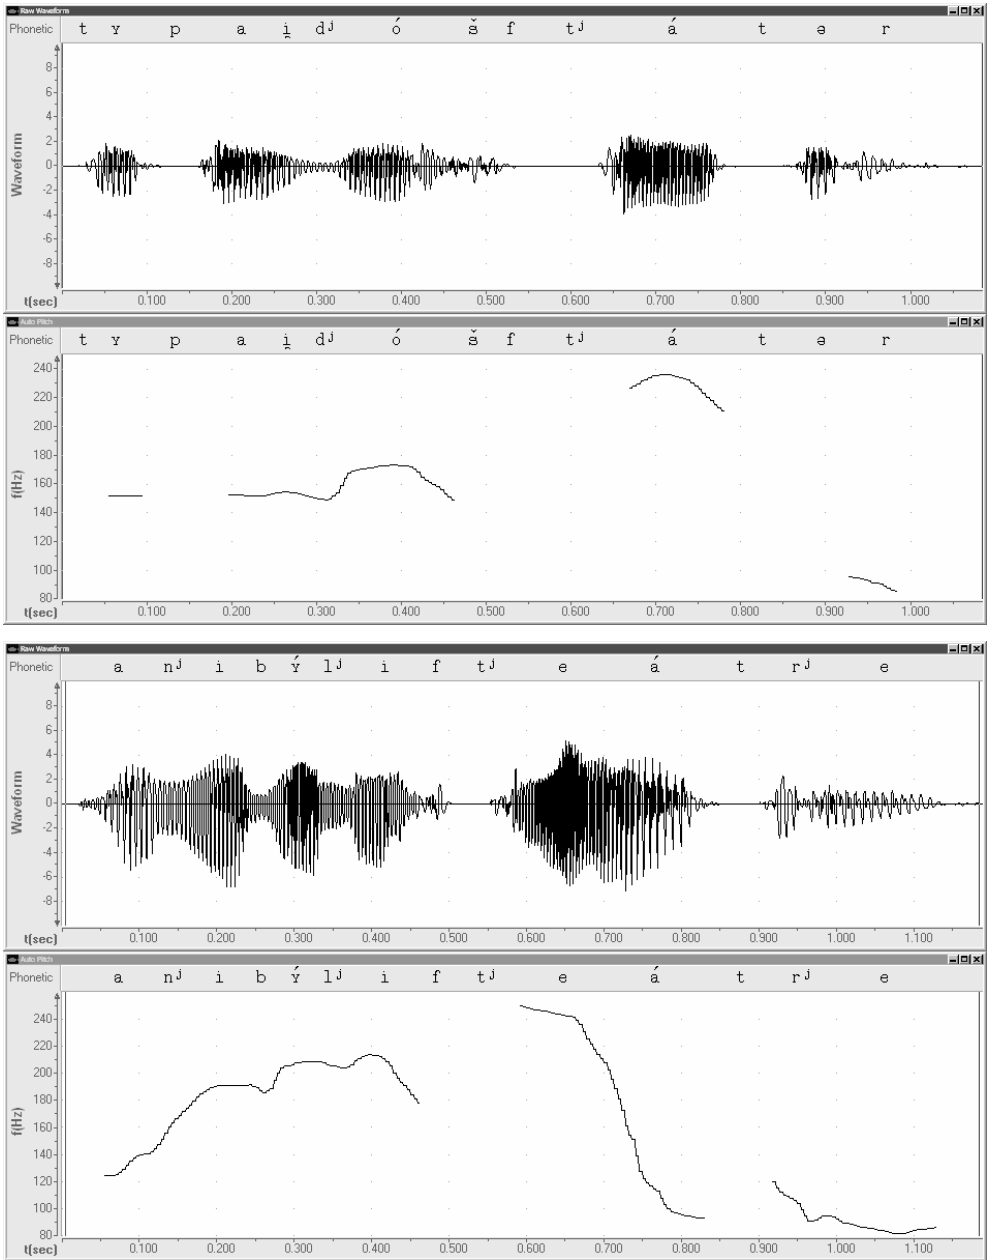 Raw Waveform
Phonetic t ɤ p a i̯ dʲ ó š f tʲ á t ə r
8
6
4
2
0
-2
-4
-6
-8
Waveform
t(sec) 0.100 0.200 0.300 0.400 0.500 0.600 0.700 0.800 0.900 1.000
Auto Pitch
Phonetic t ɤ p a i̯ dʲ ó š f tʲ á t ə r
240
220
200
180
160
140
120
100
80
f(Hz)
t(sec) 0.100 0.200 0.300 0.400 0.500 0.600 0.700 0.800 0.900 1.000
Raw Waveform
Phonetic a nʲ i b ɤ́ lʲ i f tʲ e á t rʲ e
8
6
4
2
0
-2
-4
-6
-8
Waveform
t(sec) 0.100 0.200 0.300 0.400 0.500 0.600 0.700 0.800 0.900 1.000 1.100
Auto Pitch
Phonetic a nʲ i b ɤ́ lʲ i f tʲ e á t rʲ e
240
220
200
180
160
140
120
100
80
f(Hz)
t(sec) 0.100 0.200 0.300 0.400 0.500 0.600 0.700 0.800 0.900 1.000 1.100